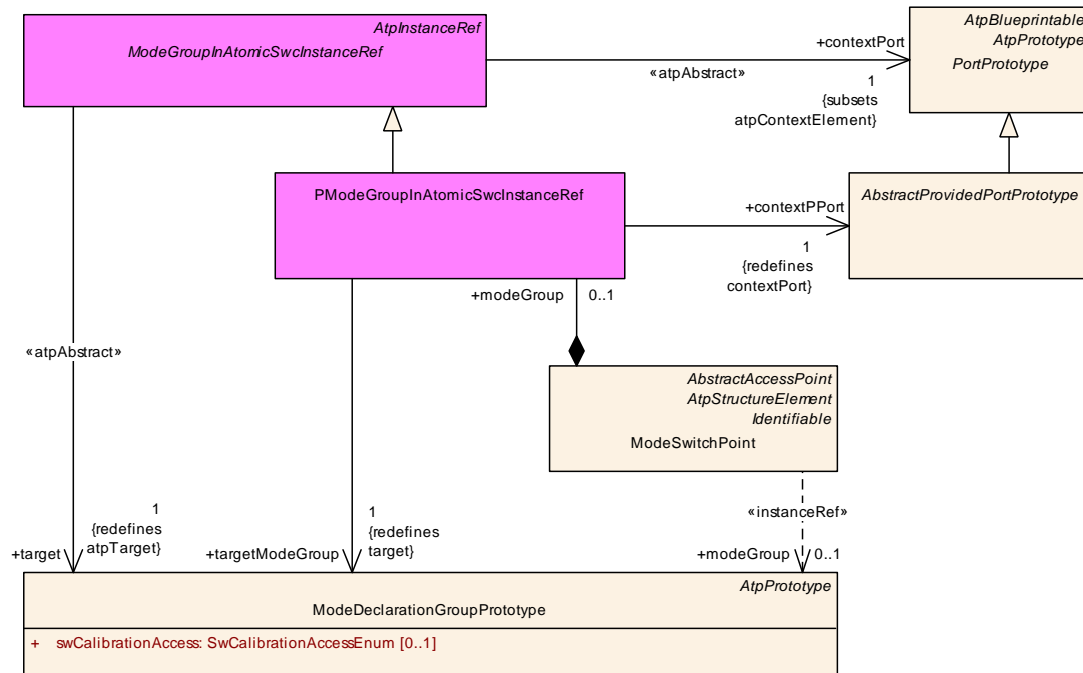 AtpInstanceRef
ModeGroupInAtomicSwcInstanceRef
+contextPort
«atpAbstract»
1
{subsets
atpContextElement}
AtpBlueprintable
AtpPrototype
PortPrototype
PModeGroupInAtomicSwcInstanceRef
+contextPPort
1
{redefines
contextPort}
AbstractProvidedPortPrototype
+modeGroup
0..1
«atpAbstract»
AbstractAccessPoint
AtpStructureElement
Identifiable
ModeSwitchPoint
1
{redefines
atpTarget}
+target
1
{redefines
target}
+targetModeGroup
«instanceRef»
+modeGroup
0..1
AtpPrototype
ModeDeclarationGroupPrototype
+ swCalibrationAccess: SwCalibrationAccessEnum [0..1]